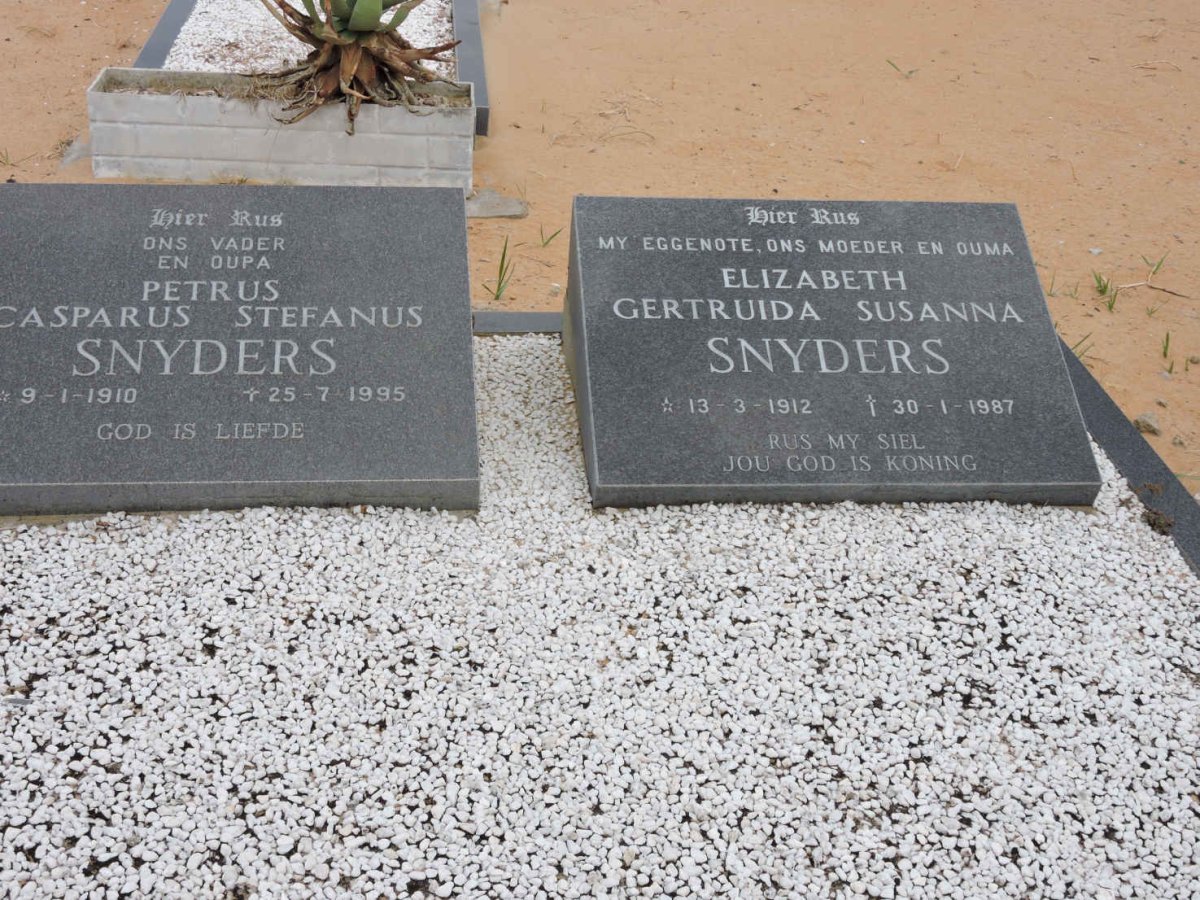 Hier Rus
ONS VADER
EN OUPA
PETRUS
CASPARUS STEFANUS
SNYDERS
☆ 9-1-1910 ✝ 25-7-1995
GOD IS LIEFDE
Hier Rus
MY EGGENOTE, ONS MOEDER EN OUMA
ELIZABETH
GERTRUIDA SUSANNA
SNYDERS
☆ 13-3-1912 ✝ 30-1-1987
RUS MY SIEL
JOU GOD IS KONING